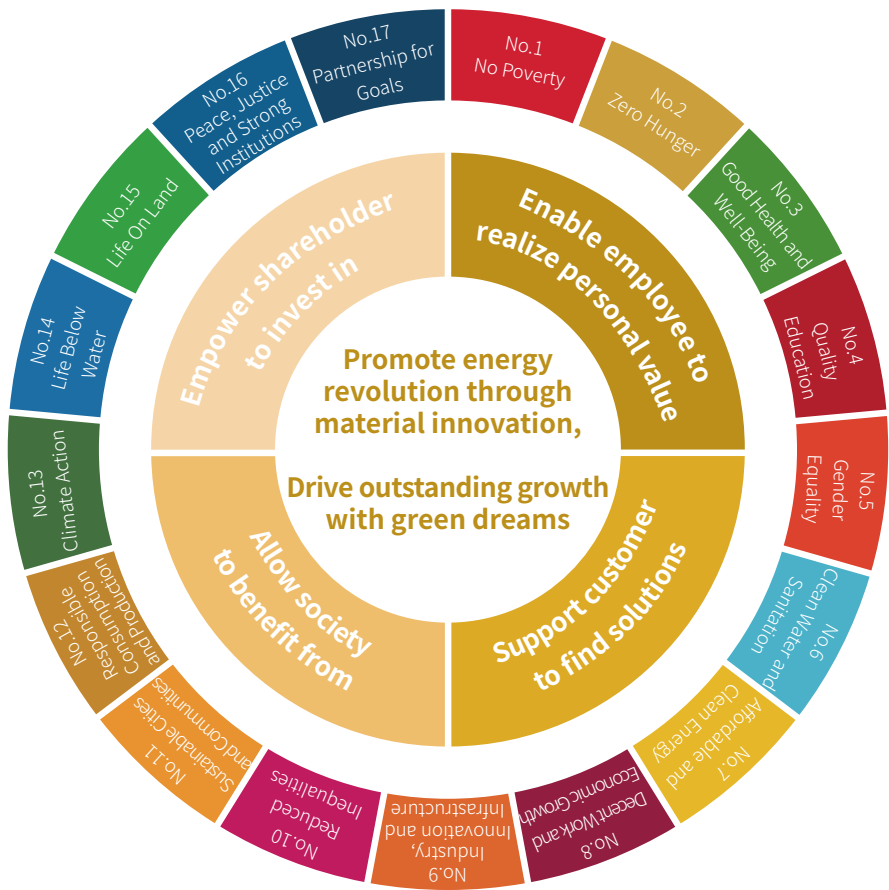 No.1
No Poverty
No.2
Zero Hunger
No.3
Good Health and
Well-Being
No.4
Quality
Education
No.5
Gender
Equality
No.6
Clean Water and
Sanitation
No.7
Affordable and
Clean Energy
No.8
Decent Work and
Economic Growth
No.9
Industry,
Innovation and
Infrastructure
No.10
Reduced
Inequalities
No.11
Sustainable Cities
and Communities
No.12
Responsible
Consumption
and Production
No.13
Climate Action
No.14
Life Below
Water
No.15
Life On Land
No.16
Peace, Justice
and Strong
Institutions
No.17
Partnership for
Goals
Empower shareholder
to invest in
Enable employee to
realize personal value
Support customer
to find solutions
Allow society
to benefit from
Promote energy
revolution through
material innovation,
Drive outstanding growth
with green dreams